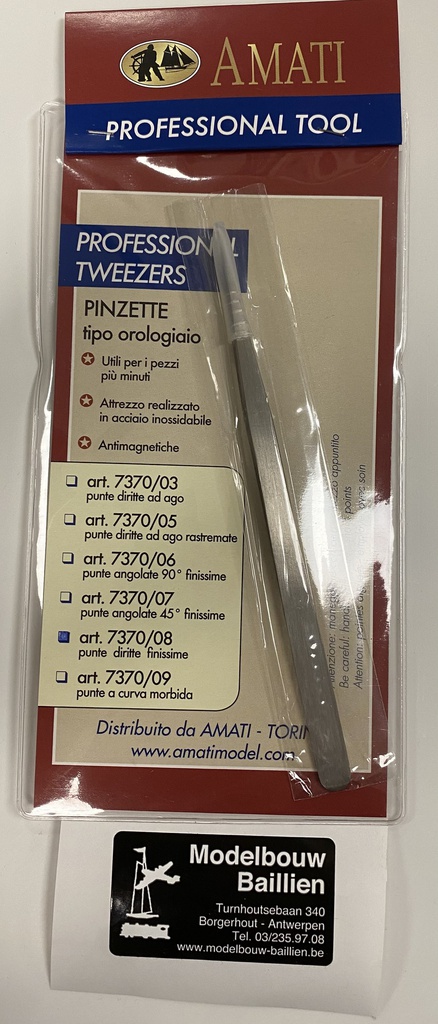 AMATI
PROFESSIONAL TOOL
PROFESSIONAL
TWEEZERS
PINZETTE
tipo orologiaio
Utili per i pezzi
più minuti
Attrezzo realizzato
in acciaio inossidabile
Antimagnetiche
art. 7370/03
punte diritte ad ago
art. 7370/05
punte diritte ad ago rastremate
art. 7370/06
punte angolate 90° finissime
art. 7370/07
punte angolate 45° finissime
art. 7370/08
punte diritte finissime
art. 7370/09
punte a curva morbida
appuntito
Be careful: points
Attention: soin
Distribuito da AMATI - TORIN
www.amatimodel.com
Modelbouw
Baillien
Turnhoutsebaan 340
Borgerhout - Antwerpen
Tel. 03/235.97.08
www.modelbouw-baillien.be